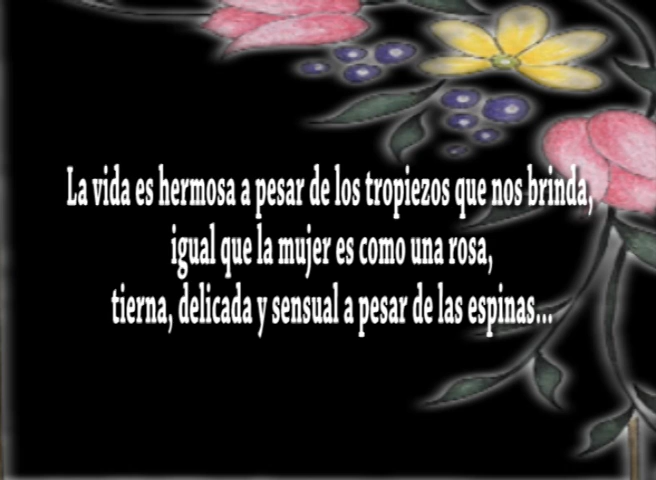 La vida es hermosa a pesar de los tropiezos que nos brinda,
igual que la mujer es como una rosa,
tierna, delicada y sensual a pesar de las espinas...